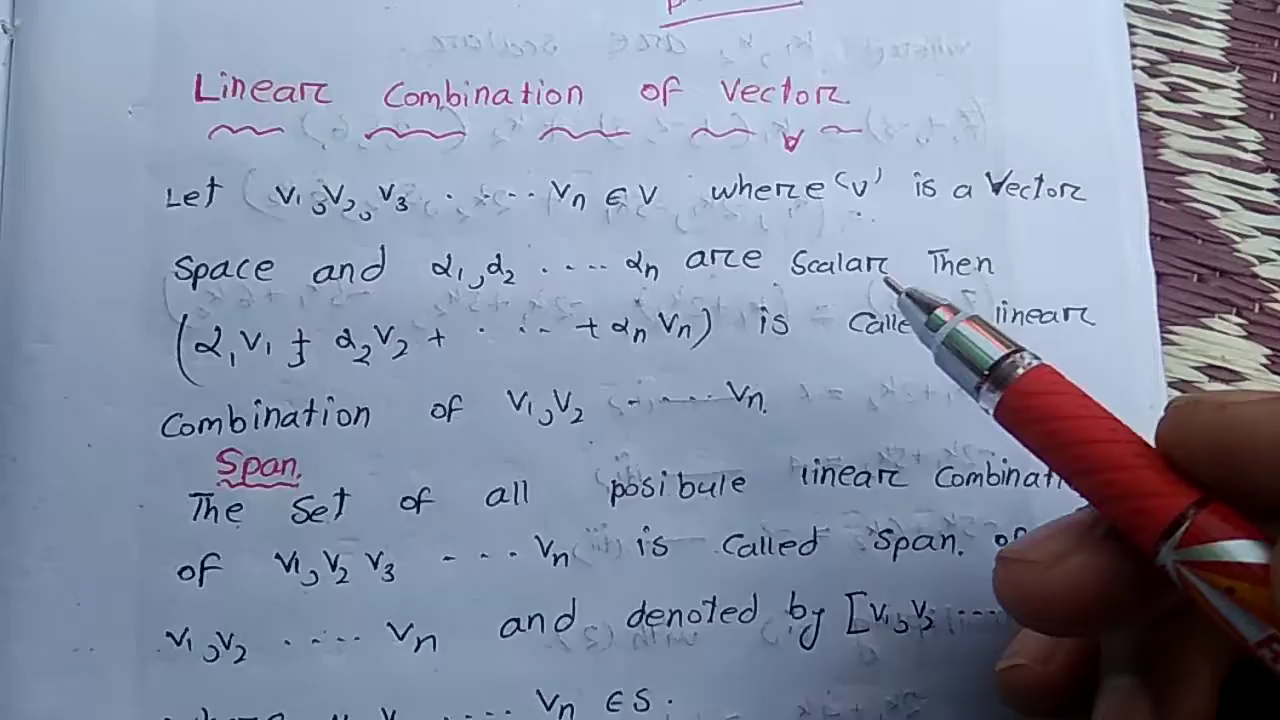 Linear Combination of Vector.
Let (V1, V2, V3 . . ... Vn ∈ V where 'V' is a Vector
Space and α1, α2 ..... αn are Scalar Then
(α1V1 + α2V2 + . ... + αnVn) is Calle linear
Combination of V1, V2 ....... Vn.
Span.
The Set of all posibule linear Combinat
of V1, V2 V3 .... Vn is called Span. of
V1, V2 ..... Vn and denoted by [V1, V2 ....
Vn ∈ S.